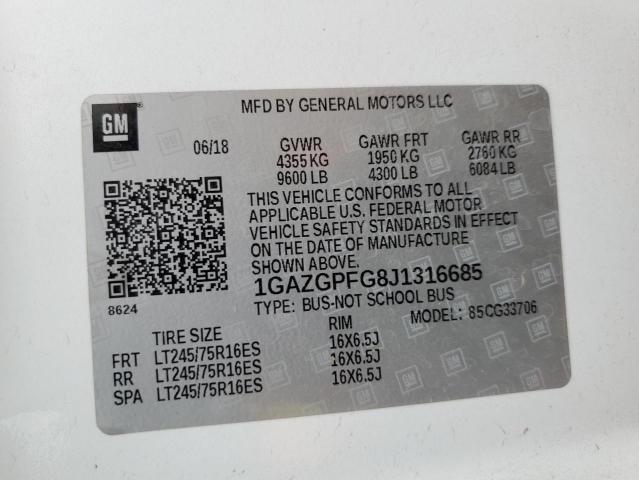 MFD BY GENERAL MOTORS LLC
GM
06/18 GVWR GAWR FRT GAWR RR
4355 KG 1950 KG 2760 KG
9600 LB 4300 LB 6084 LB
THIS VEHICLE CONFORMS TO ALL
APPLICABLE U.S. FEDERAL MOTOR
VEHICLE SAFETY STANDARDS IN EFFECT
ON THE DATE OF MANUFACTURE
SHOWN ABOVE.
1GAZGPFG8J1316685
8624 TYPE: BUS-NOT SCHOOL BUS
MODEL: 85CG33706
TIRE SIZE RIM
FRT LT245/75R16ES 16X6.5J
RR LT245/75R16ES 16X6.5J
SPA LT245/75R16ES 16X6.5J